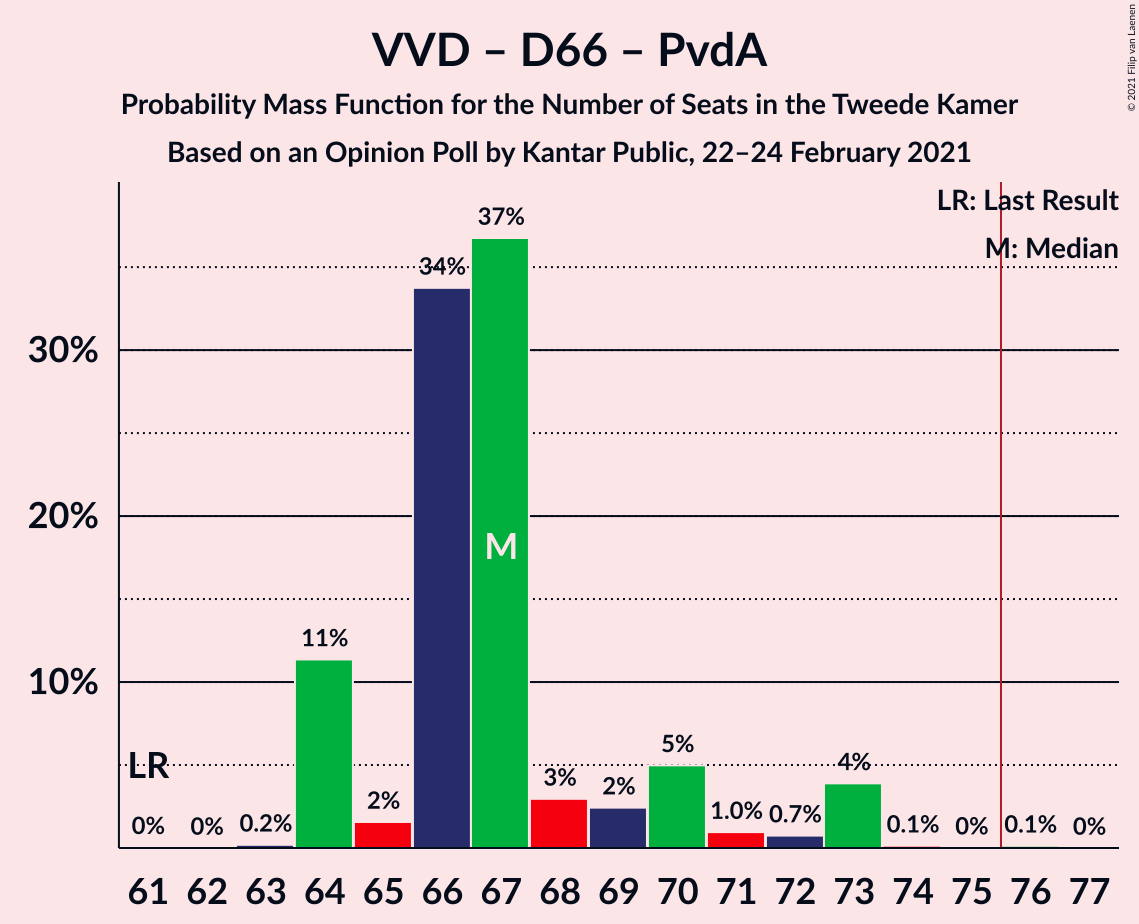 VVD – D66 – PvdA
Probability Mass Function for the Number of Seats in the Tweede Kamer
Based on an Opinion Poll by Kantar Public, 22–24 February 2021
© 2021 Filip van Laenen
LR: Last Result
M: Median
30%
20%
10%
LR
M
0%
0%
0.2%
11%
2%
34%
37%
3%
2%
5%
1.0%
0.7%
4%
0.1%
0%
0.1%
0%
61 62 63 64 65 66 67 68 69 70 71 72 73 74 75 76 77